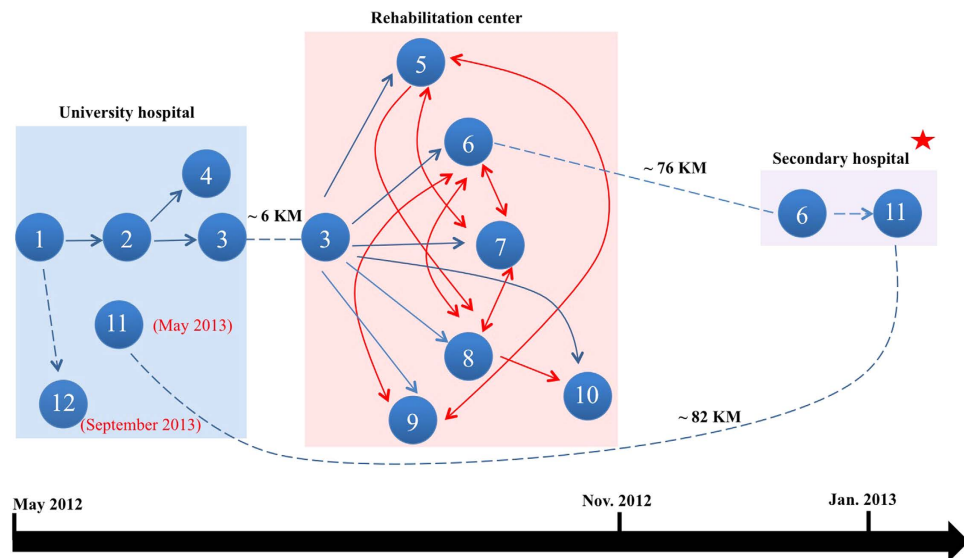 Rehabilitation center
University hospital
Secondary hospital
5
6
4
~ 6 KM
~ 76 KM
1
2
3
3
7
6
11
11
(May 2013)
8
12
(September 2013)
9
10
~ 82 KM
May 2012
Nov. 2012
Jan. 2013